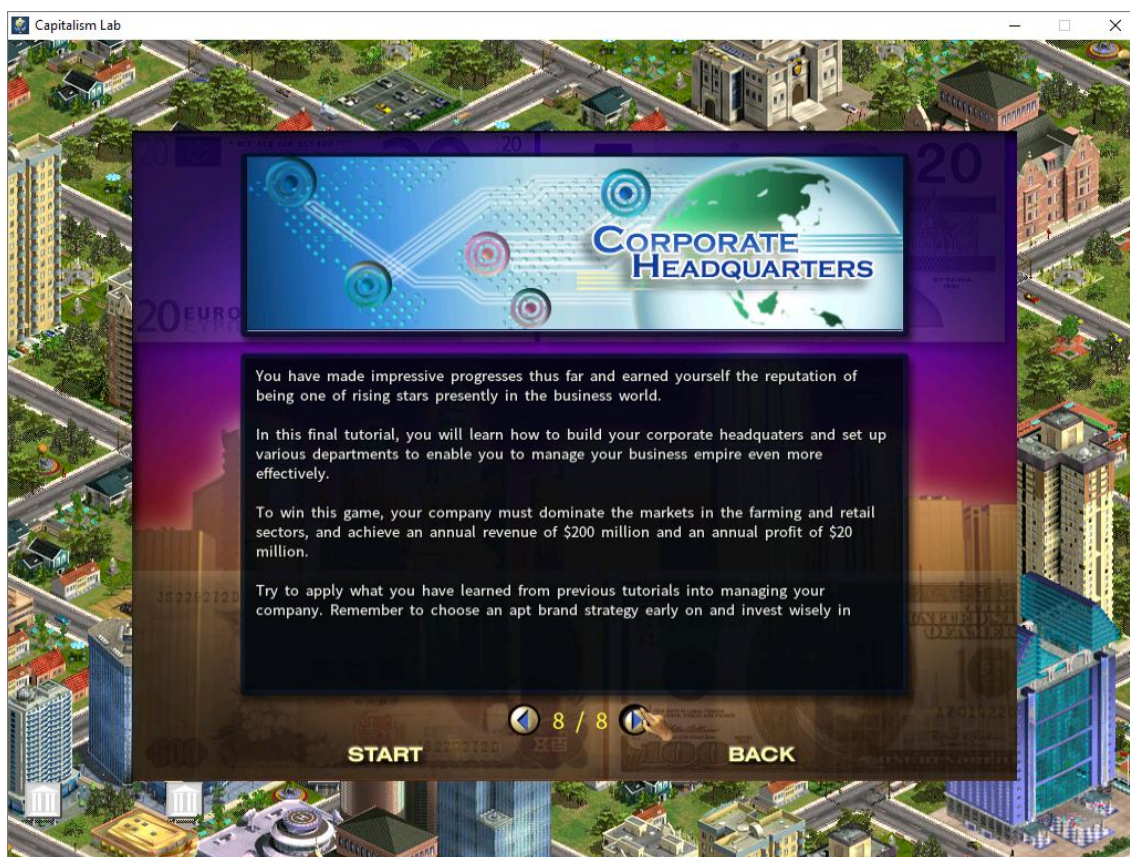 Capitalism Lab
20
20
CORPORATE
HEADQUARTERS
20 EURO
You have made impressive progresses thus far and earned yourself the reputation of
being one of rising stars presently in the business world.
In this final tutorial, you will learn how to build your corporate headquaters and set up
various departments to enable you to manage your business empire even more
effectively.
To win this game, your company must dominate the markets in the farming and retail
sectors, and achieve an annual revenue of $200 million and an annual profit of $20
million.
Try to apply what you have learned from previous tutorials into managing your
company. Remember to choose an apt brand strategy early on and invest wisely in
8 / 8
START
BACK